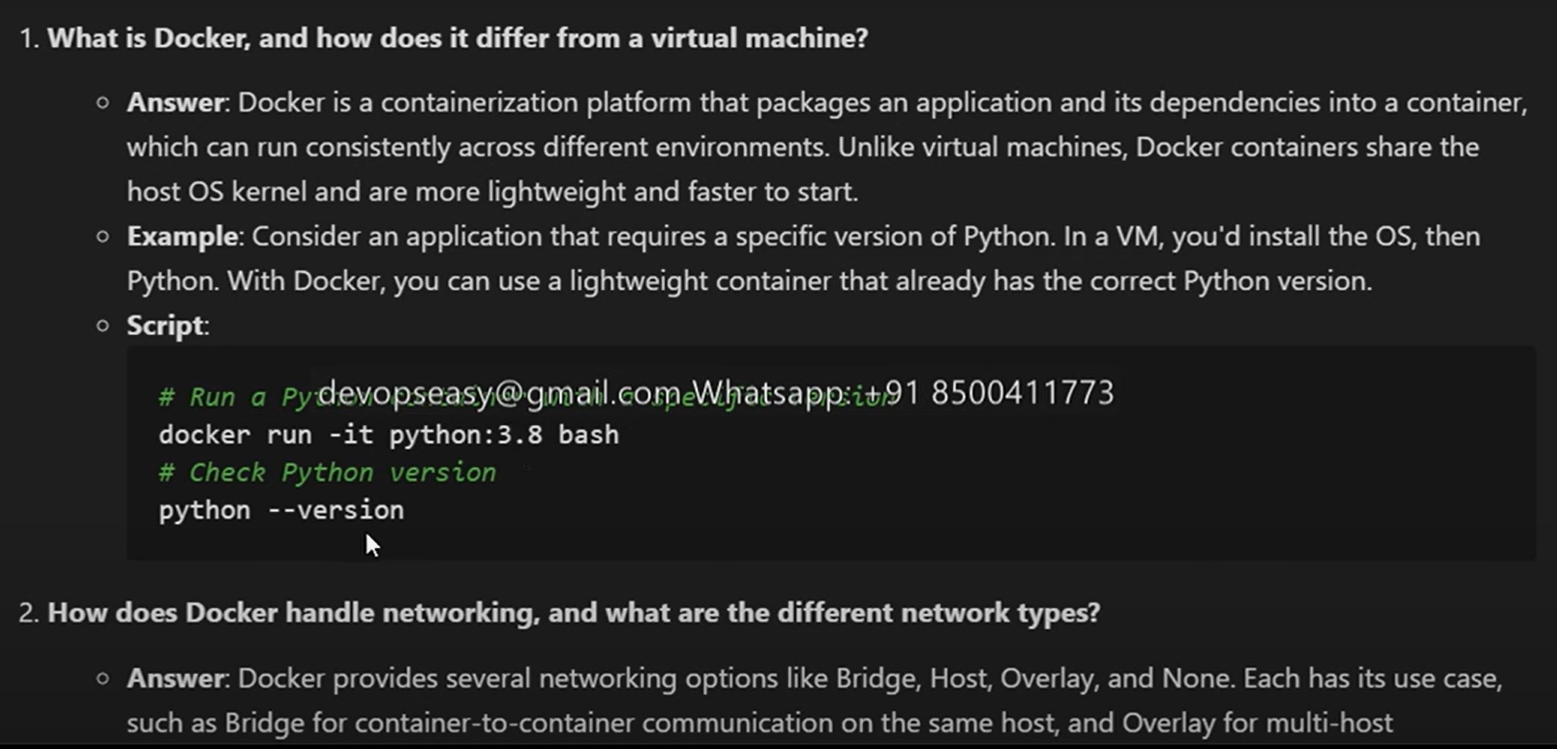 1. What is Docker, and how does it differ from a virtual machine?
Answer: Docker is a containerization platform that packages an application and its dependencies into a container,
which can run consistently across different environments. Unlike virtual machines, Docker containers share the
host OS kernel and are more lightweight and faster to start.
Example: Consider an application that requires a specific version of Python. In a VM, you'd install the OS, then
Python. With Docker, you can use a lightweight container that already has the correct Python version.
Script:
# Run a
devopseasy@gmail.com Whatsapp: +91 8500411773
docker run -it python:3.8 bash
# Check Python version
python --version
2. How does Docker handle networking, and what are the different network types?
Answer: Docker provides several networking options like Bridge, Host, Overlay, and None. Each has its use case,
such as Bridge for container-to-container communication on the same host, and Overlay for multi-host